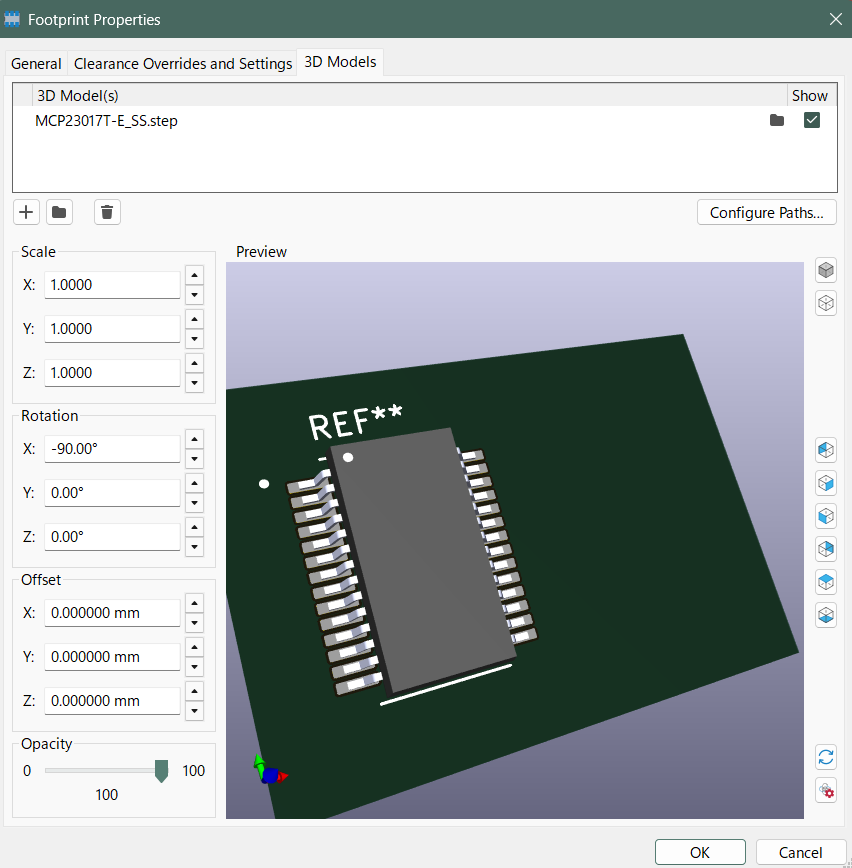 Footprint Properties
General Clearance Overrides and Settings 3D Models
3D Model(s) Show
MCP23017T-E_SS.step
Configure Paths...
Scale
X: 1.0000
Y: 1.0000
Z: 1.0000
Rotation
X: -90.00°
Y: 0.00°
Z: 0.00°
Offset
X: 0.000000 mm
Y: 0.000000 mm
Z: 0.000000 mm
Opacity
0 100
100
Preview
REF**
OK Cancel